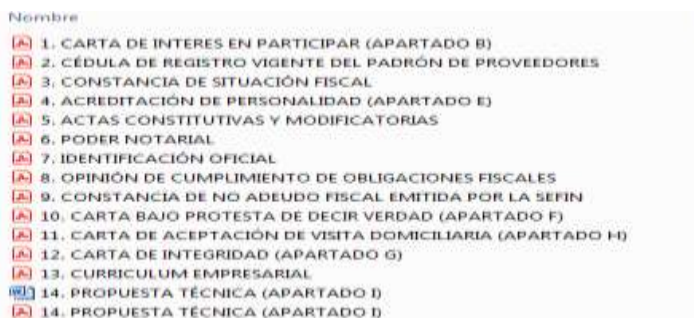 Nombre
1. CARTA DE INTERES EN PARTICIPAR (APARTADO B)
2. CÉDULA DE REGISTRO VIGENTE DEL PADRÓN DE PROVEEDORES
3. CONSTANCIA DE SITUACIÓN FISCAL
4. ACREDITACIÓN DE PERSONALIDAD (APARTADO E)
5. ACTAS CONSTITUTIVAS Y MODIFICATORIAS
6. PODER NOTARIAL
7. IDENTIFICACIÓN OFICIAL
8. OPINIÓN DE CUMPLIMIENTO DE OBLIGACIONES FISCALES
9. CONSTANCIA DE NO ADEUDO FISCAL EMITIDA POR LA SEFIN
10. CARTA BAJO PROTESTA DE DECIR VERDAD (APARTADO F)
11. CARTA DE ACEPTACIÓN DE VISITA DOMICILIARIA (APARTADO H)
12. CARTA DE INTEGRIDAD (APARTADO G)
13. CURRICULUM EMPRESARIAL
14. PROPUESTA TÉCNICA (APARTADO I)
14. PROPUESTA TÉCNICA (APARTADO I)